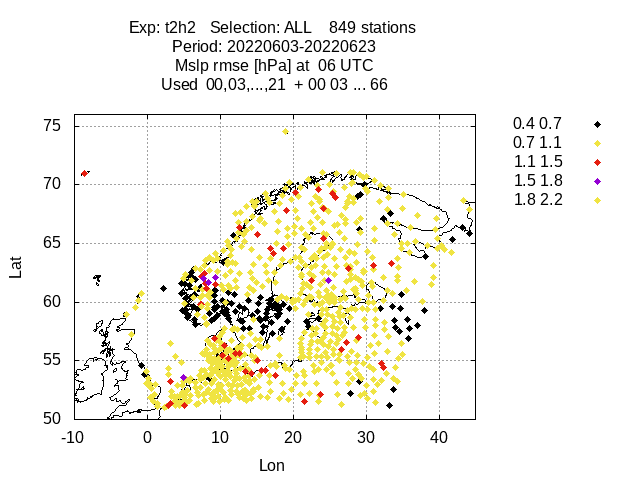 Exp: t2h2   Selection: ALL    849 stations
Period: 20220603-20220623
Mslp rmse [hPa] at  06 UTC
Used  00,03,...,21  + 00 03 ... 66
0.4 0.7
0.7 1.1
1.1 1.5
1.5 1.8
1.8 2.2
75
70
65
60
55
50
Lat
-10 0 10 20 30 40
Lon